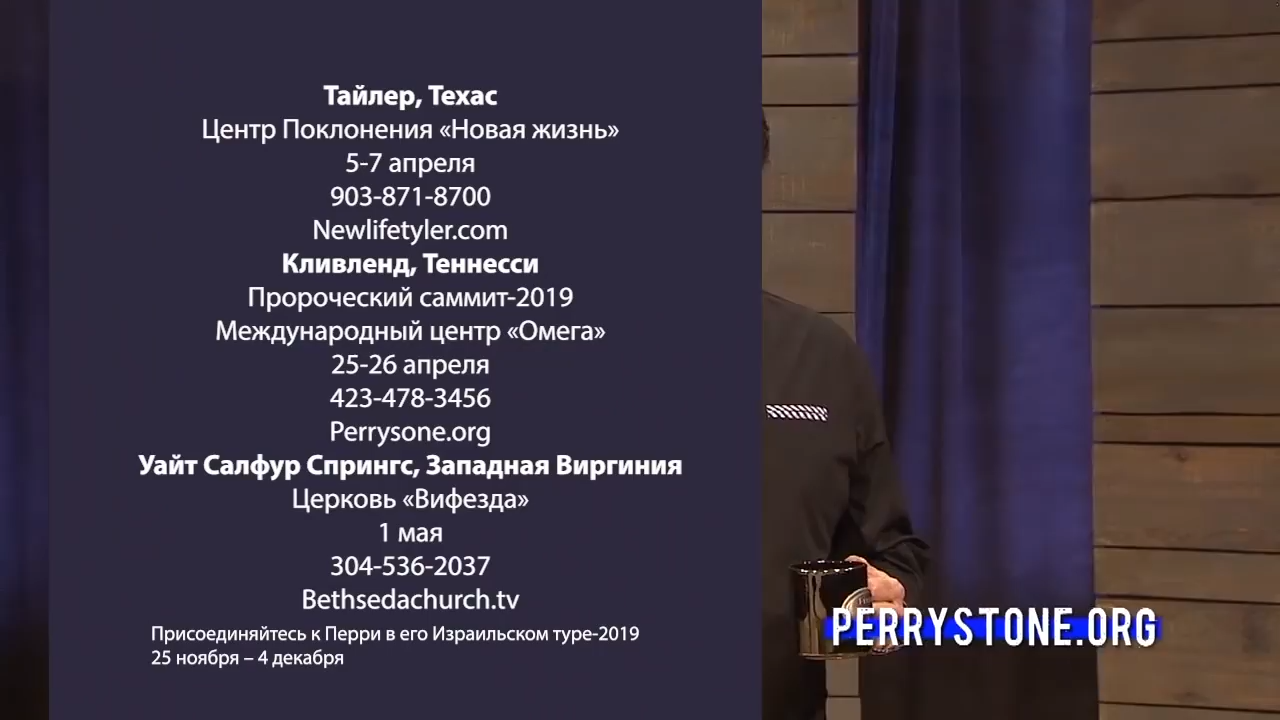 Тайлер, Техас
Центр Поклонения «Новая жизнь»
5-7 апреля
903-871-8700
Newlifetyler.com
Кливленд, Теннесси
Пророческий саммит-2019
Международный центр «Омега»
25-26 апреля
423-478-3456
Perrysone.org
Уайт Салфур Спрингс, Западная Виргиния
Церковь «Вифезда»
1 мая
304-536-2037
Bethsedachurch.tv
Присоединяйтесь к Перри в его Израильском туре-2019
25 ноября – 4 декабря
PERRYSTONE.ORG